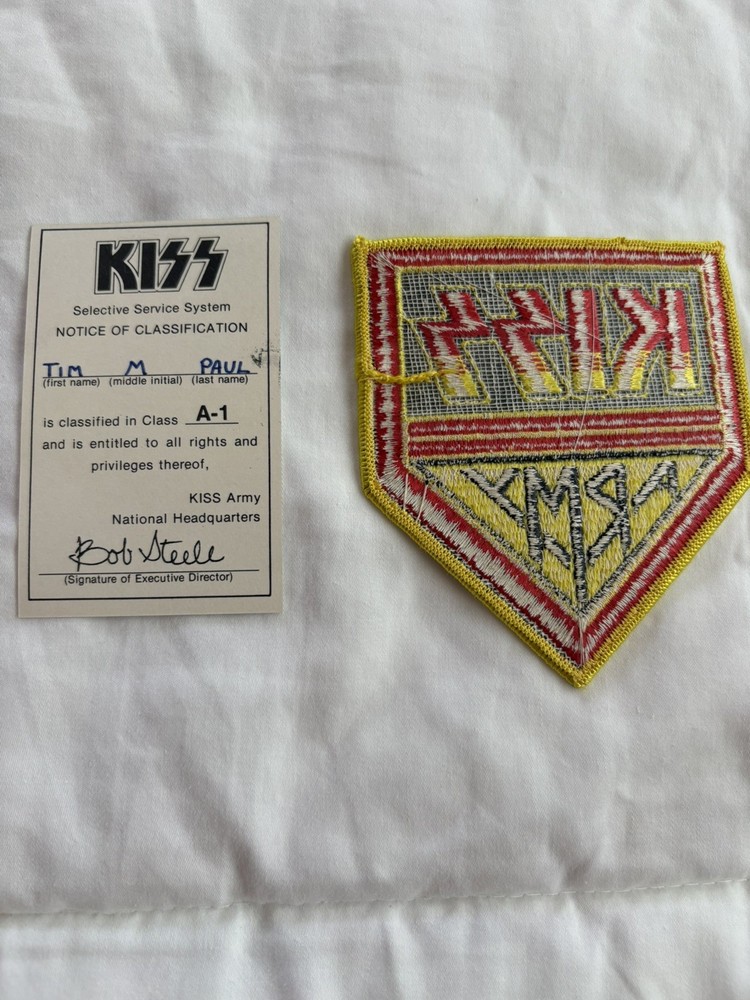 KISS
Selective Service System
NOTICE OF CLASSIFICATION
TIM M PAUL
(first name) (middle initial) (last name)
is classified in Class A-1
and is entitled to all rights and
privileges thereof,
KISS Army
National Headquarters
Bob Steele
(Signature of Executive Director)
KISS
ARMY